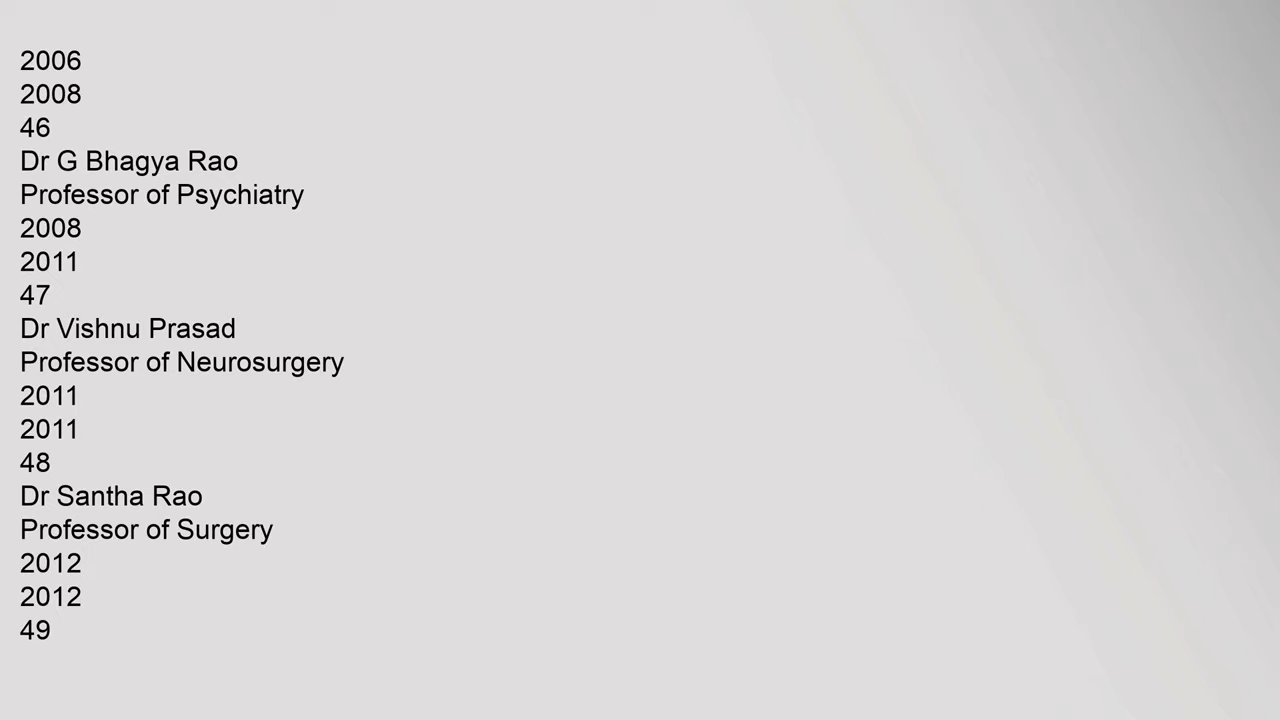 2006
2008
46
Dr G Bhagya Rao
Professor of Psychiatry
2008
2011
47
Dr Vishnu Prasad
Professor of Neurosurgery
2011
2011
48
Dr Santha Rao
Professor of Surgery
2012
2012
49